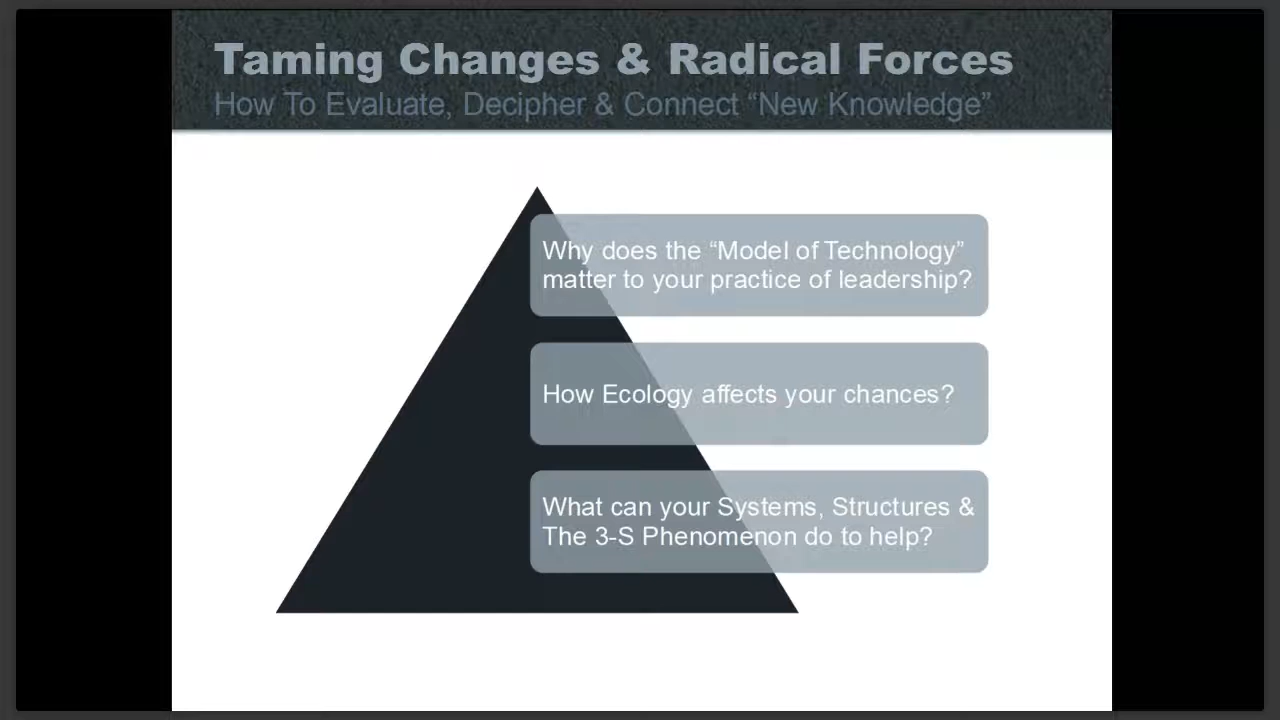 Taming Changes & Radical Forces
How To Evaluate, Decipher & Connect “New Knowledge”
Why does the “Model of Technology”
matter to your practice of leadership?
How Ecology affects your chances?
What can your Systems, Structures &
The 3-S Phenomenon do to help?